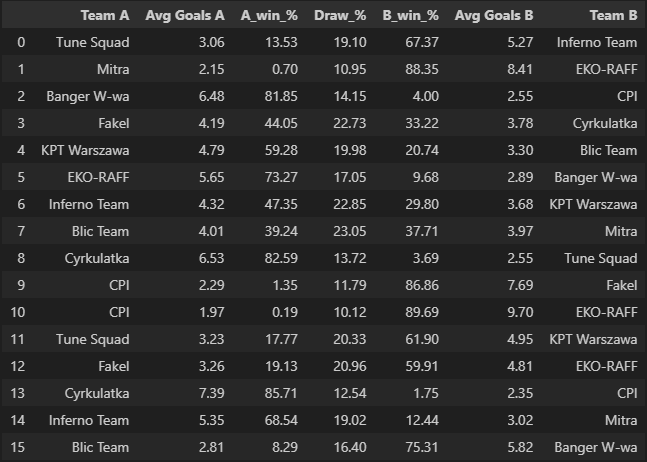 Team A Avg Goals A A_win_% Draw_% B_win_% Avg Goals B Team B
0 Tune Squad 3.06 13.53 19.10 67.37 5.27 Inferno Team
1 Mitra 2.15 0.70 10.95 88.35 8.41 EKO-RAFF
2 Banger W-wa 6.48 81.85 14.15 4.00 2.55 CPI
3 Fakel 4.19 44.05 22.73 33.22 3.78 Cyrkulatka
4 KPT Warszawa 4.79 59.28 19.98 20.74 3.30 Blic Team
5 EKO-RAFF 5.65 73.27 17.05 9.68 2.89 Banger W-wa
6 Inferno Team 4.32 47.35 22.85 29.80 3.68 KPT Warszawa
7 Blic Team 4.01 39.24 23.05 37.71 3.97 Mitra
8 Cyrkulatka 6.53 82.59 13.72 3.69 2.55 Tune Squad
9 CPI 2.29 1.35 11.79 86.86 7.69 Fakel
10 CPI 1.97 0.19 10.12 89.69 9.70 EKO-RAFF
11 Tune Squad 3.23 17.77 20.33 61.90 4.95 KPT Warszawa
12 Fakel 3.26 19.13 20.96 59.91 4.81 EKO-RAFF
13 Cyrkulatka 7.39 85.71 12.54 1.75 2.35 CPI
14 Inferno Team 5.35 68.54 19.02 12.44 3.02 Mitra
15 Blic Team 2.81 8.29 16.40 75.31 5.82 Banger W-wa